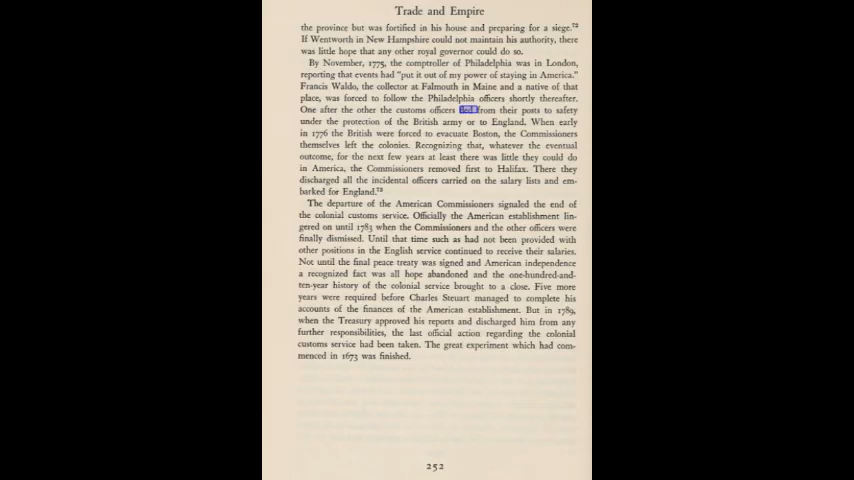 Trade and Empire
the province but was fortified in his house and preparing for a siege.72
If Wentworth in New Hampshire could not maintain his authority, there
was little hope that any other royal governor could do so.
By November, 1775, the comptroller of Philadelphia was in London,
reporting that events had "put it out of my power of staying in America."
Francis Waldo, the collector at Falmouth in Maine and a native of that
place, was forced to follow the Philadelphia officers shortly thereafter.
One after the other the customs officers fled from their posts to safety
under the protection of the British army or to England. When early
in 1776 the British were forced to evacuate Boston, the Commissioners
themselves left the colonies. Recognizing that, whatever the eventual
outcome, for the next few years at least there was little they could do
in America, the Commissioners removed first to Halifax. There they
discharged all the incidental officers carried on the salary lists and em-
barked for England.73
The departure of the American Commissioners signaled the end of
the colonial customs service. Officially the American establishment lin-
gered on until 1783 when the Commissioners and the other officers were
finally dismissed. Until that time such as had not been provided with
other positions in the English service continued to receive their salaries.
Not until the final peace treaty was signed and American independence
a recognized fact was all hope abandoned and the one-hundred-and-
ten-year history of the colonial service brought to a close. Five more
years were required before Charles Steuart managed to complete his
accounts of the finances of the American establishment. But in 1789,
when the Treasury approved his reports and discharged him from any
further responsibilities, the last official action regarding the colonial
customs service had been taken. The great experiment which had com-
menced in 1673 was finished.
252